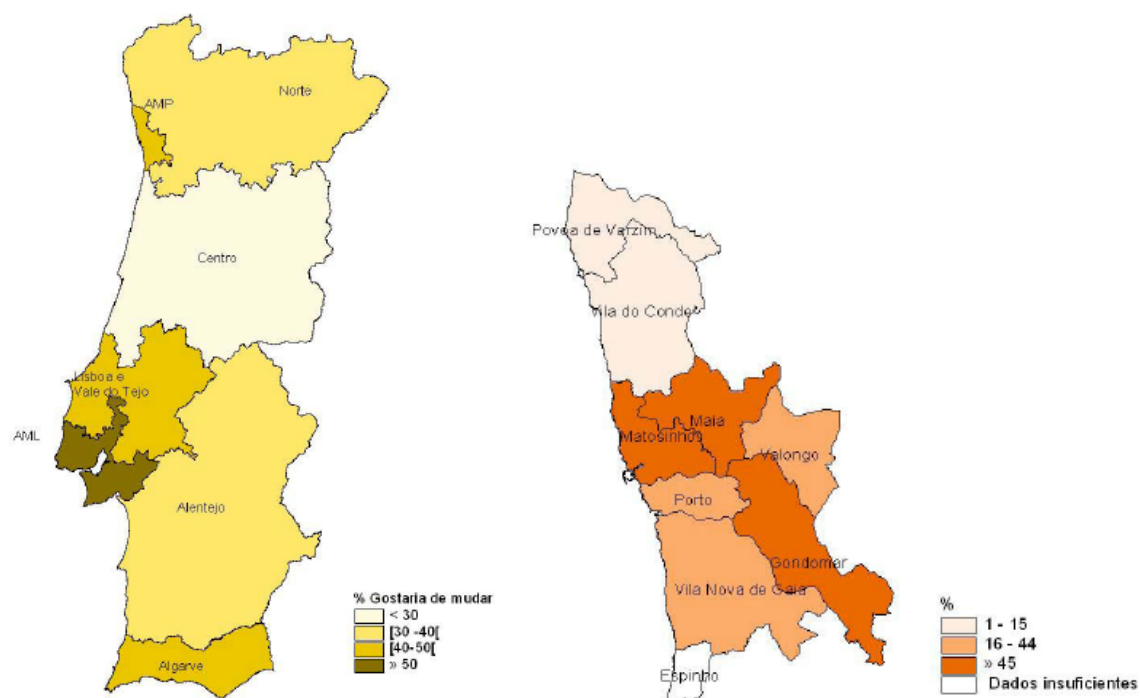 Norte
AMP
Centro
Lisboa e
Vale do Tejo
AML
Alentejo
Algarve
% Gostaria de mudar
< 30
[30 -40[
[40-50[
» 50
Povoa de Varzim
Vila do Conde
Maia
Matosinhos
Valongo
Porto
Gondomar
Vila Nova de Gaia
Espinho
%
1 - 15
16 - 44
» 45
Dados insuficientes